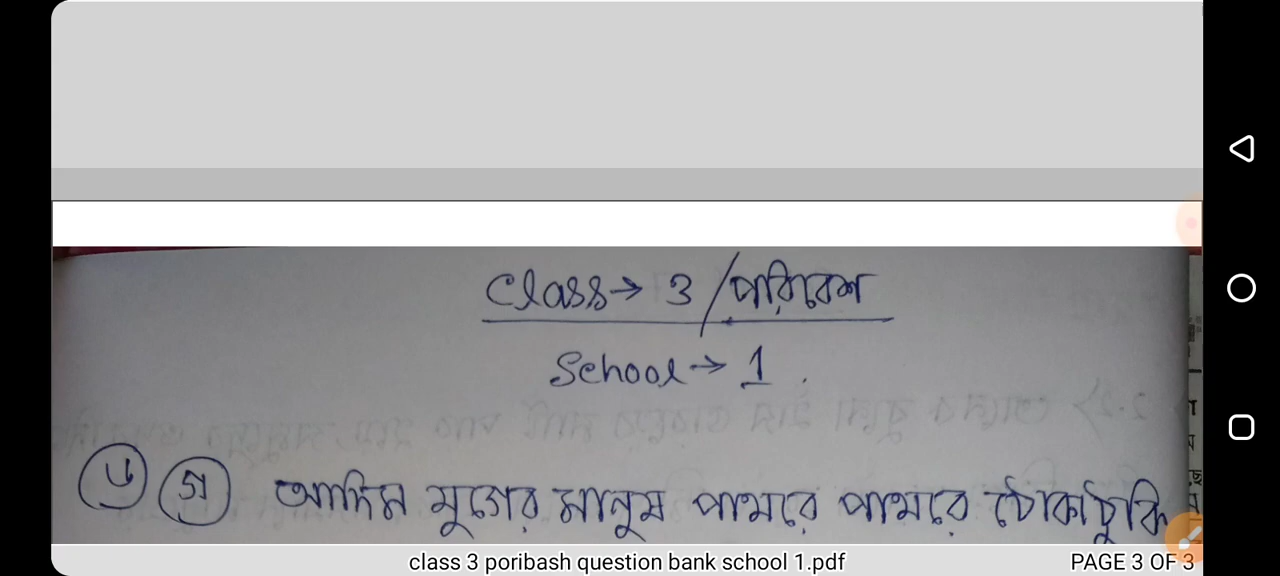 Class→ 3 / পরিবেশ
School→ 1
৬ গ আদিম যুগের মানুষ পাথরে পাথরে ঠোকাঠুকি
class 3 poribash question bank school 1.pdf PAGE 3 OF 3